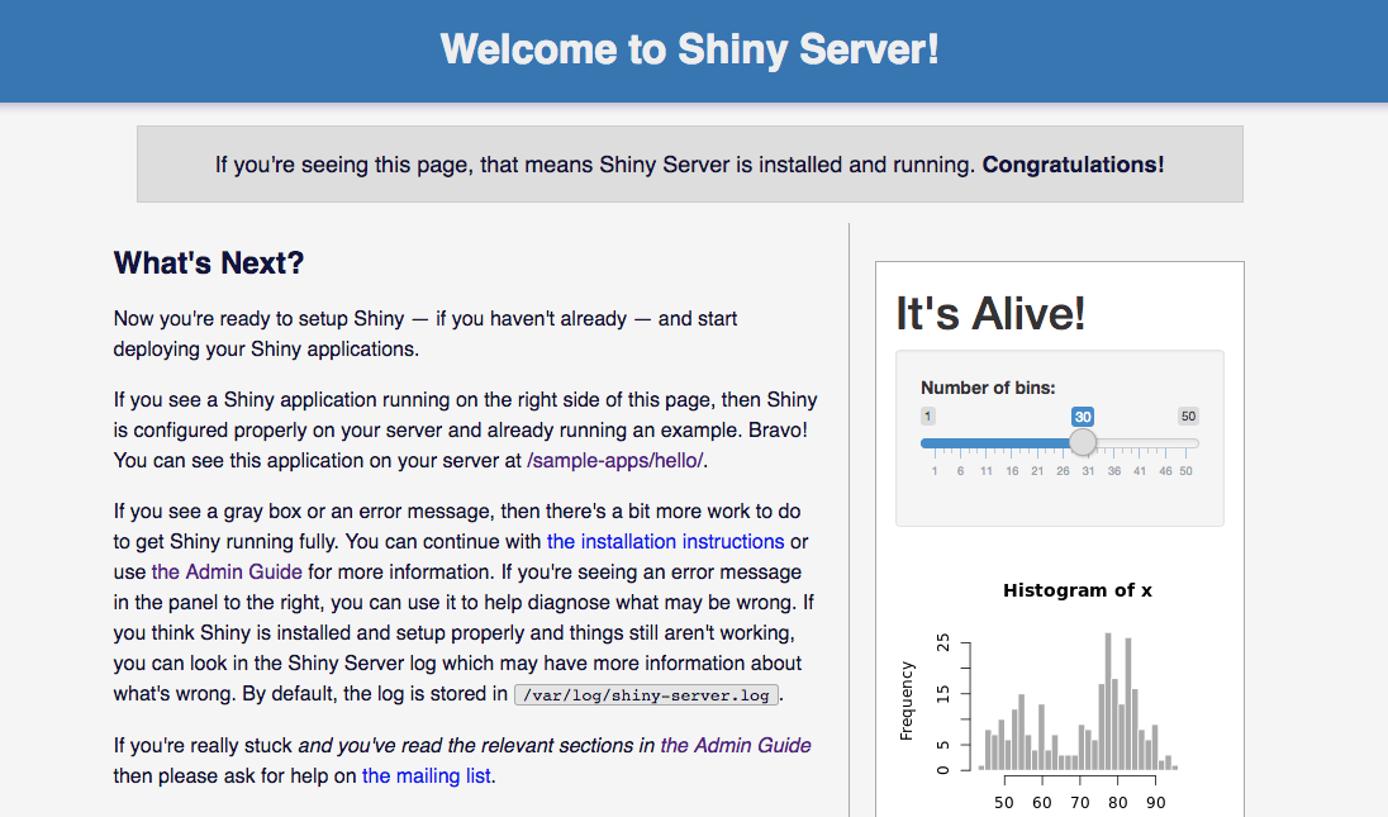 Welcome to Shiny Server!
If you're seeing this page, that means Shiny Server is installed and running. Congratulations!
What's Next?
Now you're ready to setup Shiny — if you haven't already — and start
deploying your Shiny applications.
If you see a Shiny application running on the right side of this page, then Shiny
is configured properly on your server and already running an example. Bravo!
You can see this application on your server at /sample-apps/hello/.
If you see a gray box or an error message, then there's a bit more work to do
to get Shiny running fully. You can continue with the installation instructions or
use the Admin Guide for more information. If you're seeing an error message
in the panel to the right, you can use it to help diagnose what may be wrong. If
you think Shiny is installed and setup properly and things still aren't working,
you can look in the Shiny Server log which may have more information about
what's wrong. By default, the log is stored in /var/log/shiny-server.log.
If you're really stuck and you've read the relevant sections in the Admin Guide
then please ask for help on the mailing list.
It's Alive!
Number of bins:
1 30 50
1 6 11 16 21 26 31 36 41 46 50
Histogram of x
Frequency
25
15
5
0
50 60 70 80 90